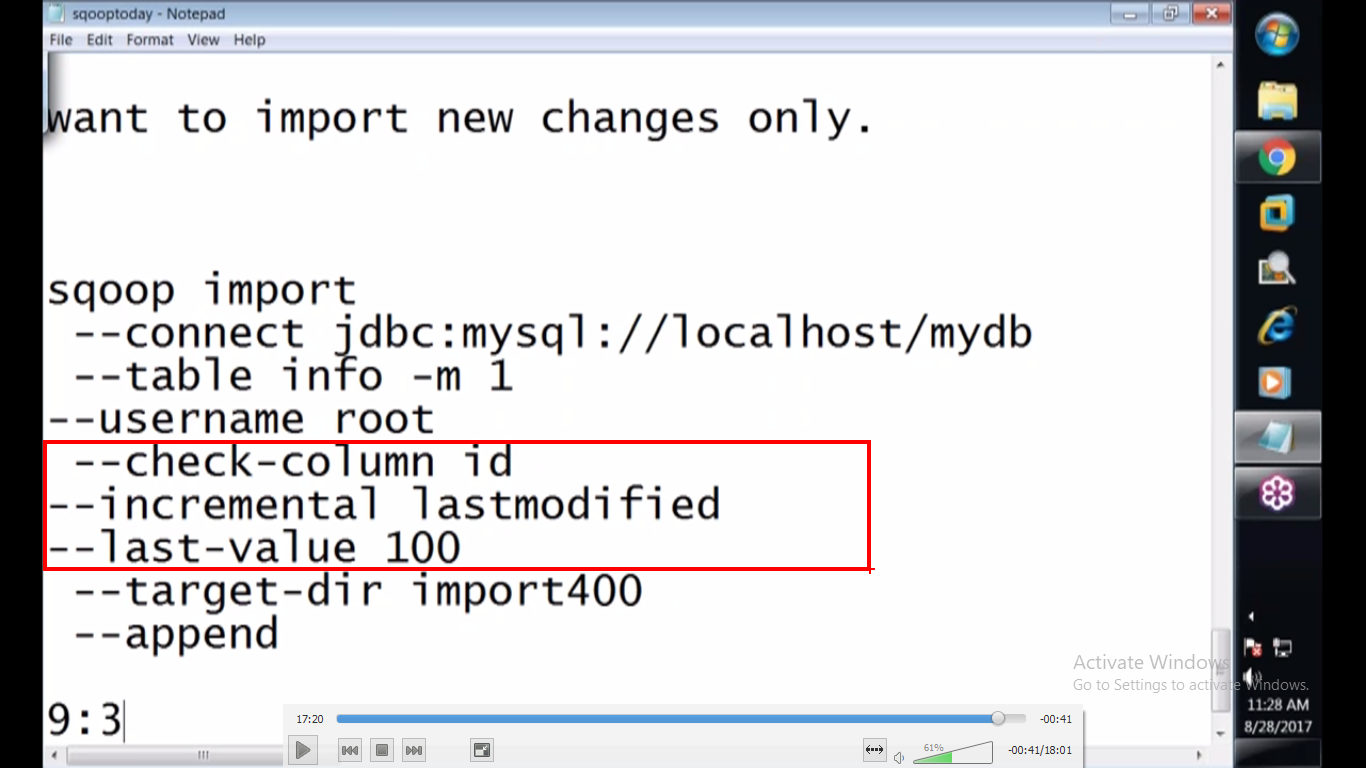 sqooptoday - Notepad
File Edit Format View Help
want to import new changes only.
sqoop import
--connect jdbc:mysql://localhost/mydb
--table info -m 1
--username root
--check-column id
--incremental lastmodified
--last-value 100
--target-dir import400
--append
9:3
Activate Windows
Go to Settings to activate Windows.
11:28 AM
8/28/2017
17:20
-00:41
61%
-00:41/18:01